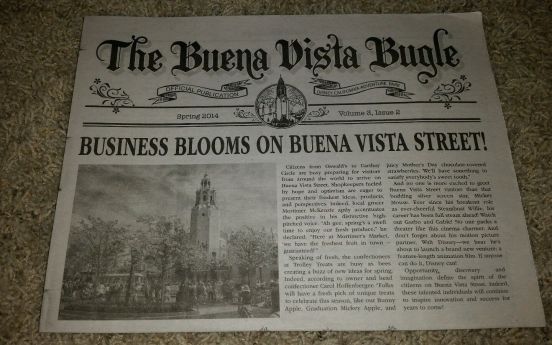 The Buena Vista Bugle
OFFICIAL PUBLICATION
DISNEY CALIFORNIA ADVENTURE PARK
Spring 2014
Volume 3, Issue 2
BUSINESS BLOOMS ON BUENA VISTA STREET!
Citizens from Oswald's to Carthay
Circle are busy preparing for visitors
from around the world to arrive on
Buena Vista Street. Shopkeepers fueled
by hope and optimism are eager to
present their freshest ideas, products,
and perspectives. Indeed, local grocer
Mortimer McKenzie aptly accentuates
the positive in his distinctive high
pitched voice. "Ah gee, spring's a swell
time to enjoy our fresh produce," he
declared. "Here at Mortimer's Market,
we have the freshest fruit in town –
guaranteed!"
Speaking of fresh, the confectioners
at Trolley Treats are busy as bees
creating a buzz of new ideas for spring.
Indeed, according to owner and head
confectioner Carol Hoffenberger "Folks
will have a fresh pick of unique treats
to celebrate this season, like our Bunny
Apple, Graduation Mickey Apple, and
juicy Mother's Day chocolate-covered
strawberries. We'll have something to
satisfy everybody's sweet tooth."
And no one is more excited to greet
Buena Vista Street visitors than that
budding silver screen star, Mickey
Mouse. Ever since his breakout role
as ever-cheerful Steamboat Willie, his
career has been full steam ahead! Watch
out Garbo and Gable! No one packs a
theater like this cinema charmer. And
don't forget about his motion picture
partner, Walt Disney—we hear he's
about to launch a brand new venture: a
feature-length animation film. If anyone
can do it, Disney can!
Opportunity, discovery and
imagination define the spirit of the
citizens on Buena Vista Street. Indeed,
these talented individuals will continue
to inspire innovation and success for
years to come!